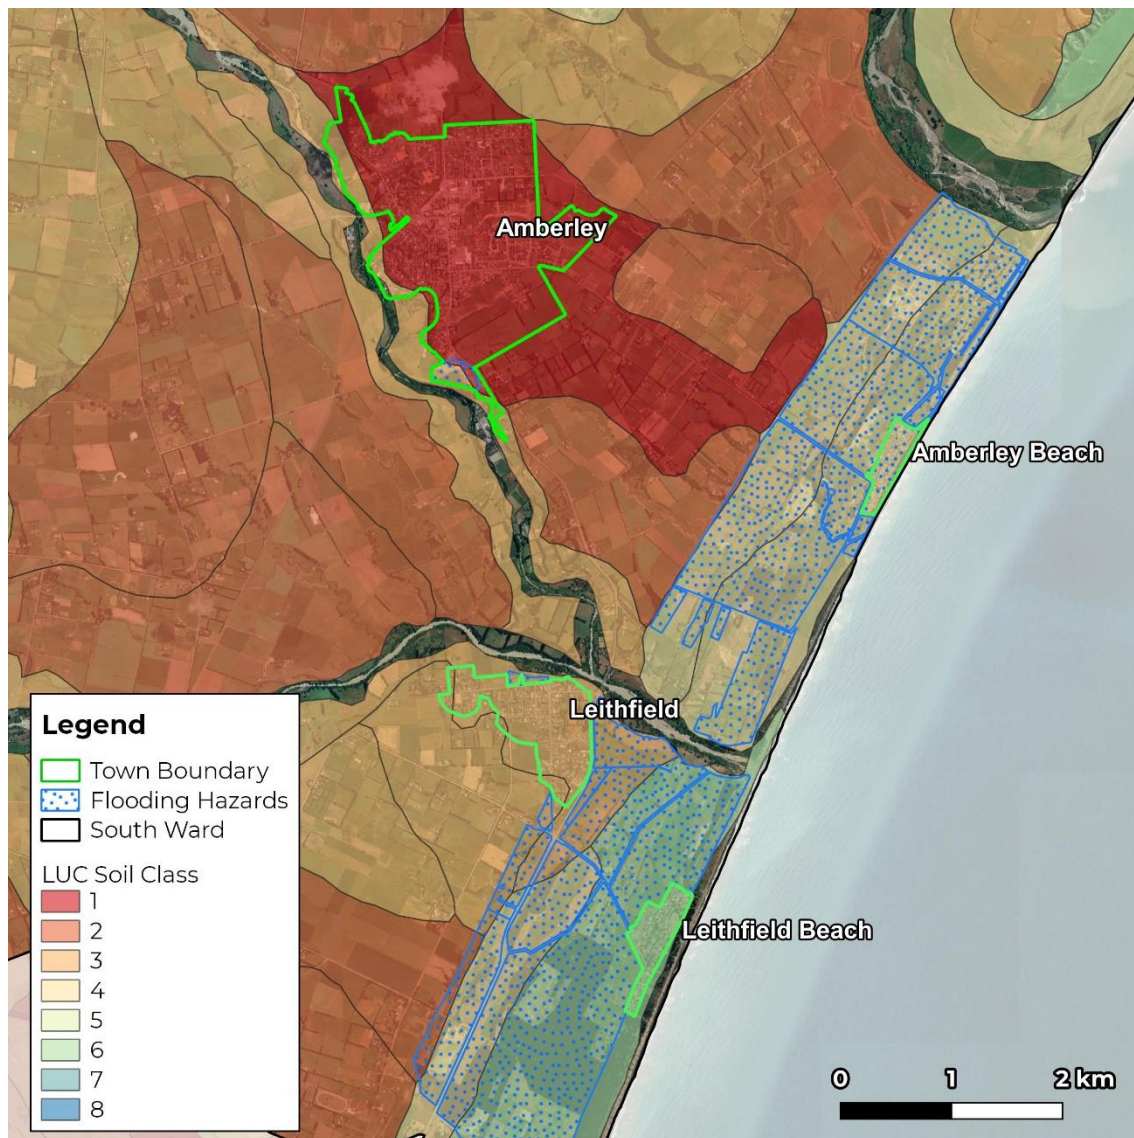 Amberley
Amberley Beach
Leithfield
Leithfield Beach
Legend
Town Boundary
Flooding Hazards
South Ward
LUC Soil Class
1
2
3
4
5
6
7
8
0 1 2 km